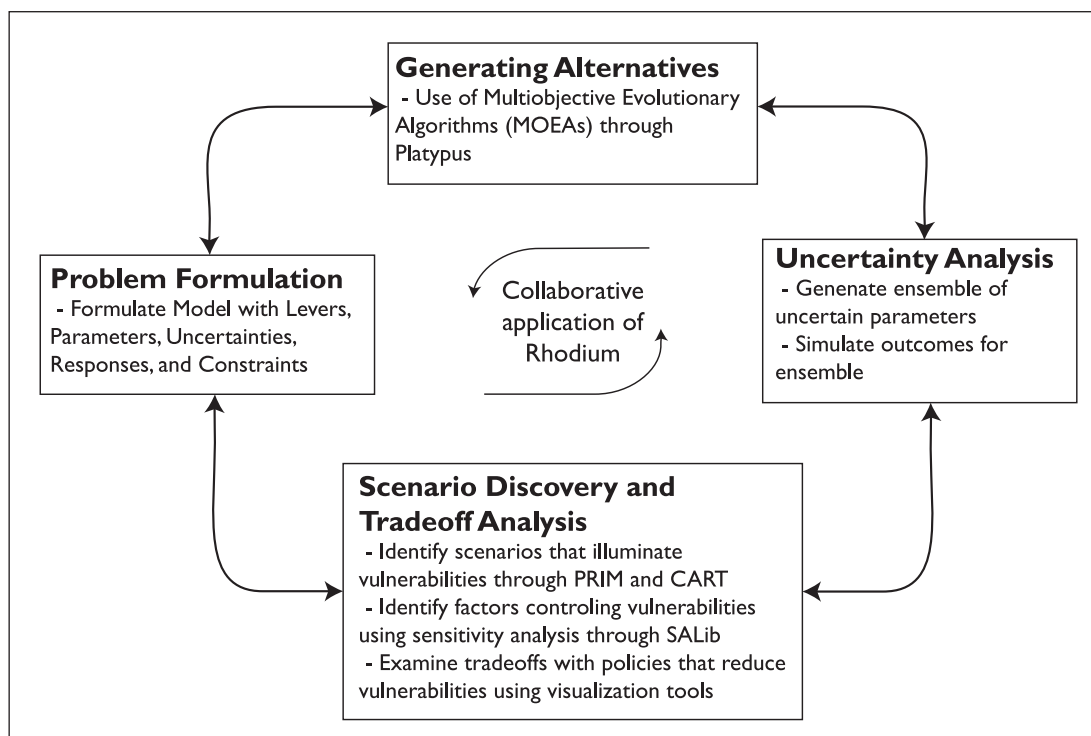 Generating Alternatives
- Use of Multiobjective Evolutionary
Algorithms (MOEAs) through
Platypus
Problem Formulation
- Formulate Model with Levers,
Parameters, Uncertainties,
Responses, and Constraints
Collaborative
application of
Rhodium
Uncertainty Analysis
- Genenate ensemble of
uncertain parameters
- Simulate outcomes for
ensemble
Scenario Discovery and
Tradeoff Analysis
- Identify scenarios that illuminate
vulnerabilities through PRIM and CART
- Identify factors controling vulnerabilities
using sensitivity analysis through SALib
- Examine tradeoffs with policies that reduce
vulnerabilities using visualization tools